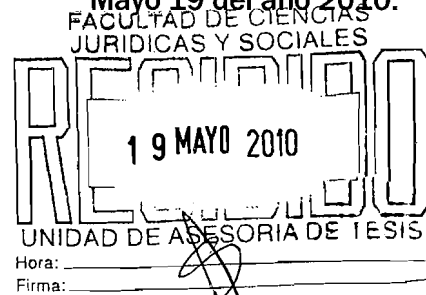 Mayo 19 del año 2010.
FACULTAD DE CIENCIAS
JURIDICAS Y SOCIALES
RECIBIDO
19 MAYO 2010
UNIDAD DE ASESORIA DE TESIS
Hora:
Firma: